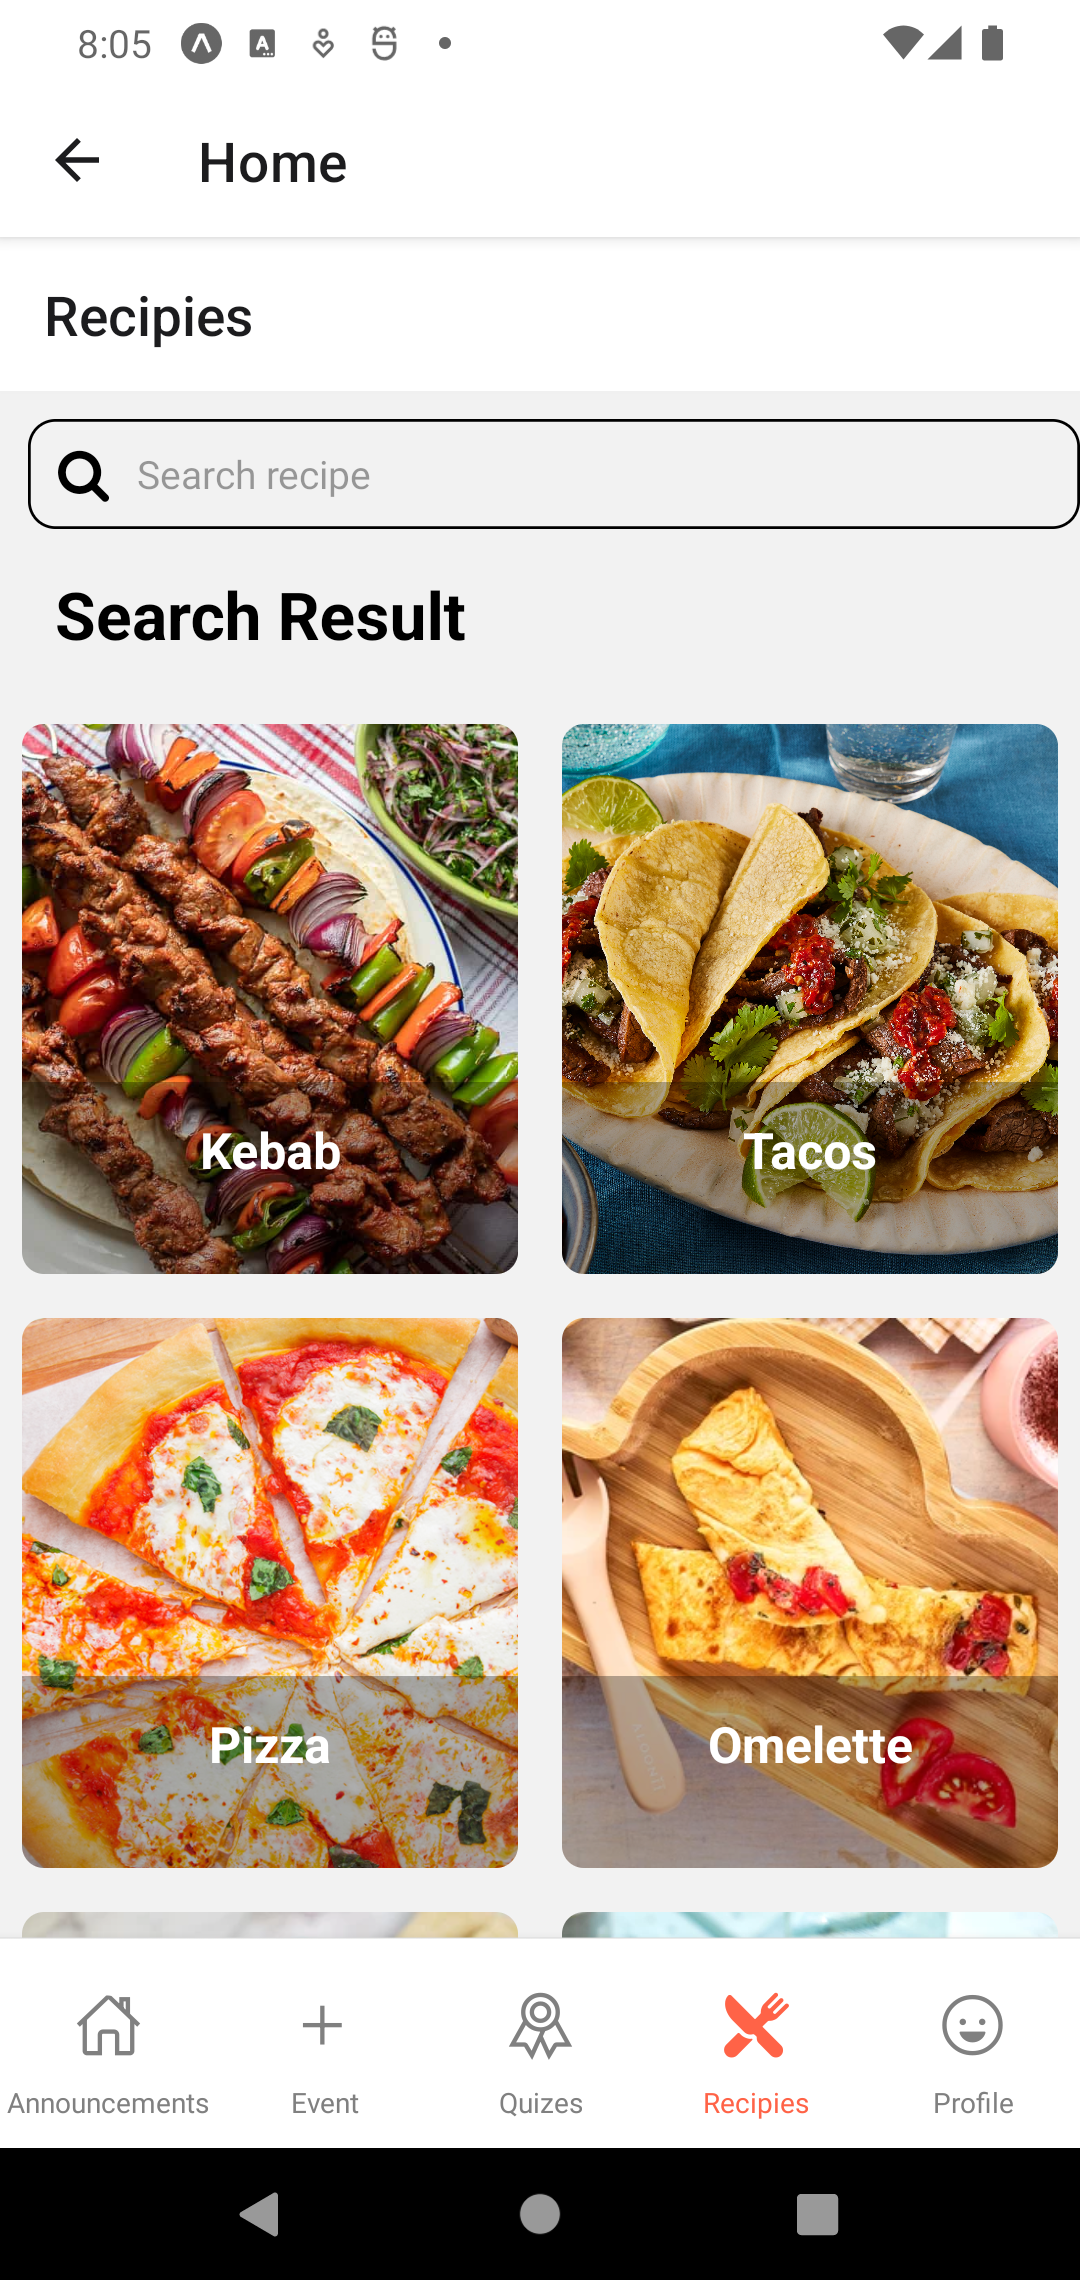 8:05
Home
Recipies
Search recipe
Search Result
Kebab
Tacos
Pizza
Omelette
Announcements
Event
Quizes
Recipies
Profile